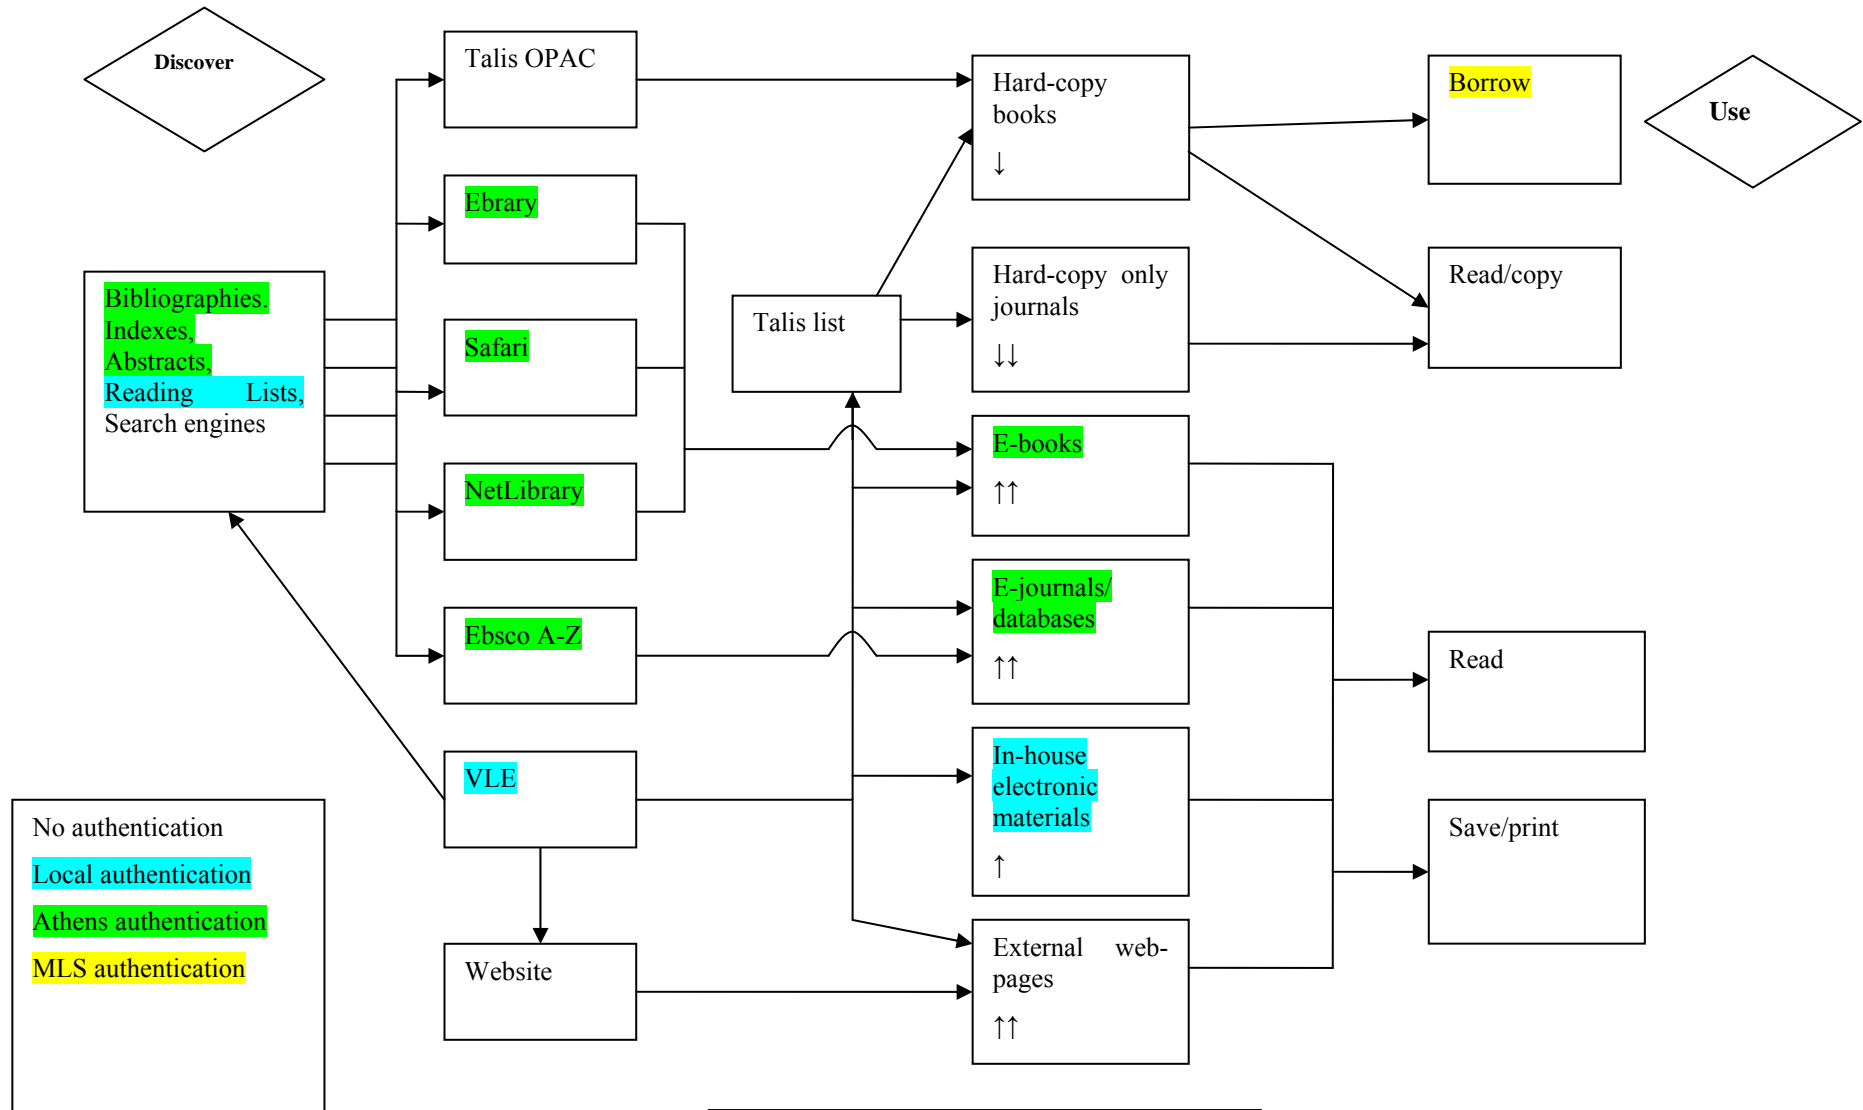 Discover
Talis OPAC
Hard-copy
books
↓
Borrow
Use
Ebrary
Bibliographies.
Indexes,
Abstracts,
Reading Lists,
Search engines
Safari
Talis list
Hard-copy only
journals
↓↓
Read/copy
NetLibrary
E-books
↑↑
Ebsco A-Z
E-journals/
databases
↑↑
Read
VLE
In-house
electronic
materials
↑
Save/print
No authentication
Local authentication
Athens authentication
MLS authentication
Website
External web-
pages
↑↑